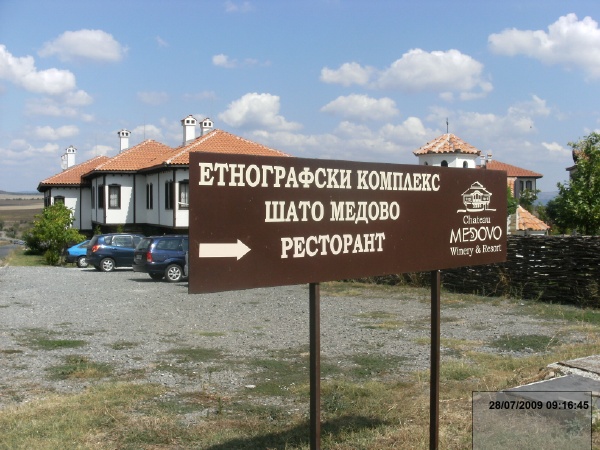 ЕТНОГРАФСКИ КОМПЛЕКС
ШАТО МЕДОВО
РЕСТОРАНТ
Chateau
MEDOVO
Winery & Resort
28/07/2009 09:16:45